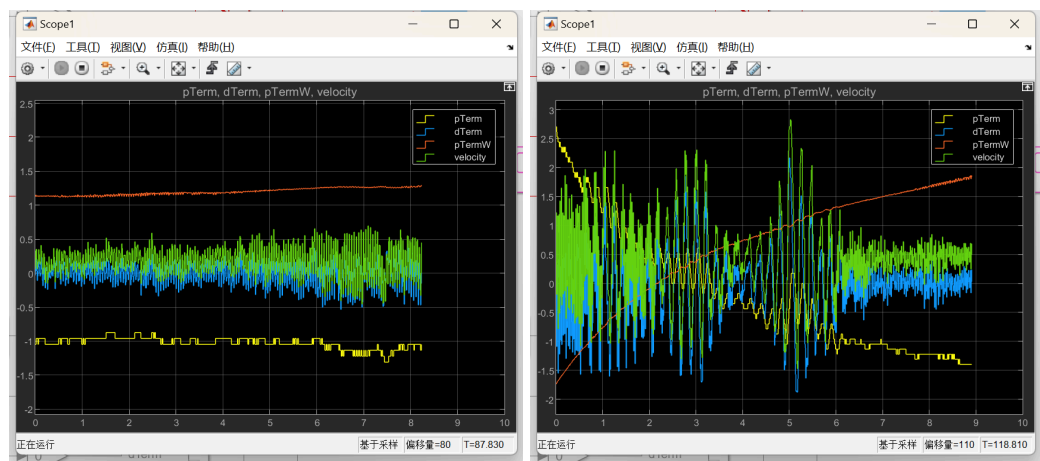 Scope1
文件(F) 工具(T) 视图(V) 仿真(I) 帮助(H)
pTerm, dTerm, pTermW, velocity
pTerm
dTerm
pTermW
velocity
2.5
2
1.5
1
0.5
0
-0.5
-1
-1.5
-2
0 1 2 3 4 5 6 7 8 9 10
正在运行
基于采样 偏移量=80 T=87.830
Scope1
文件(F) 工具(T) 视图(V) 仿真(I) 帮助(H)
pTerm, dTerm, pTermW, velocity
pTerm
dTerm
pTermW
velocity
3
2.5
2
1.5
1
0.5
0
-0.5
-1
-1.5
-2
0 1 2 3 4 5 6 7 8 9 10
正在运行
基于采样 偏移量=110 T=118.810